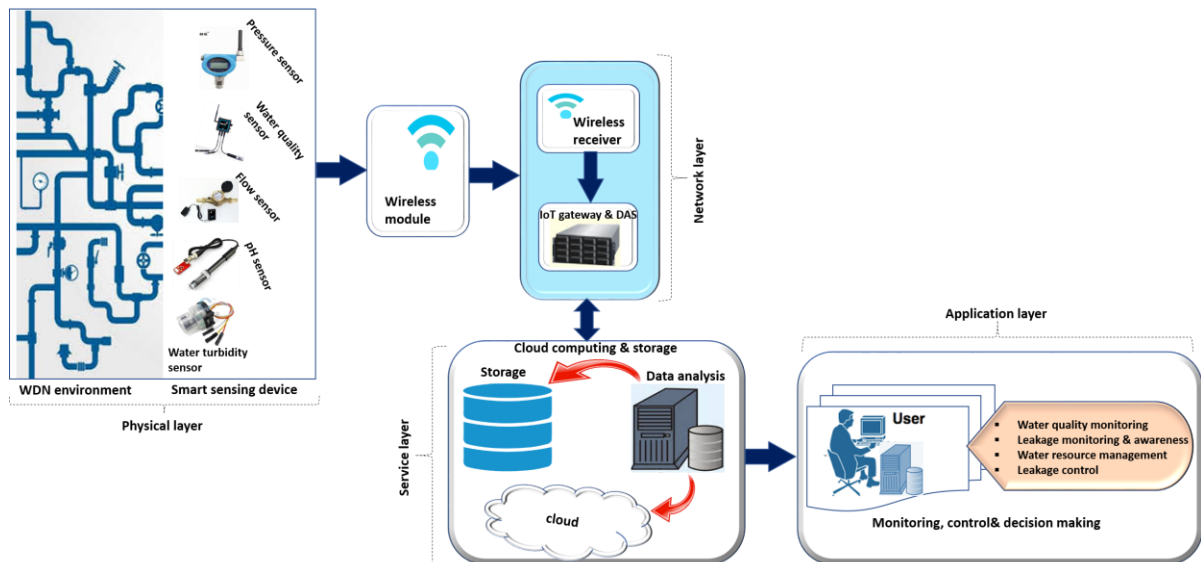 Pressure sensor
Water quality
sensor
Flow sensor
pH sensor
Water turbidity
sensor
WDN environment
Smart sensing device
Physical layer
Wireless
module
Wireless
receiver
IoT gateway & DAS
Network layer
Cloud computing & storage
Storage
Data analysis
cloud
Service layer
Application layer
User
▪ Water quality monitoring
▪ Leakage monitoring & awareness
▪ Water resource management
▪ Leakage control
Monitoring, control& decision making